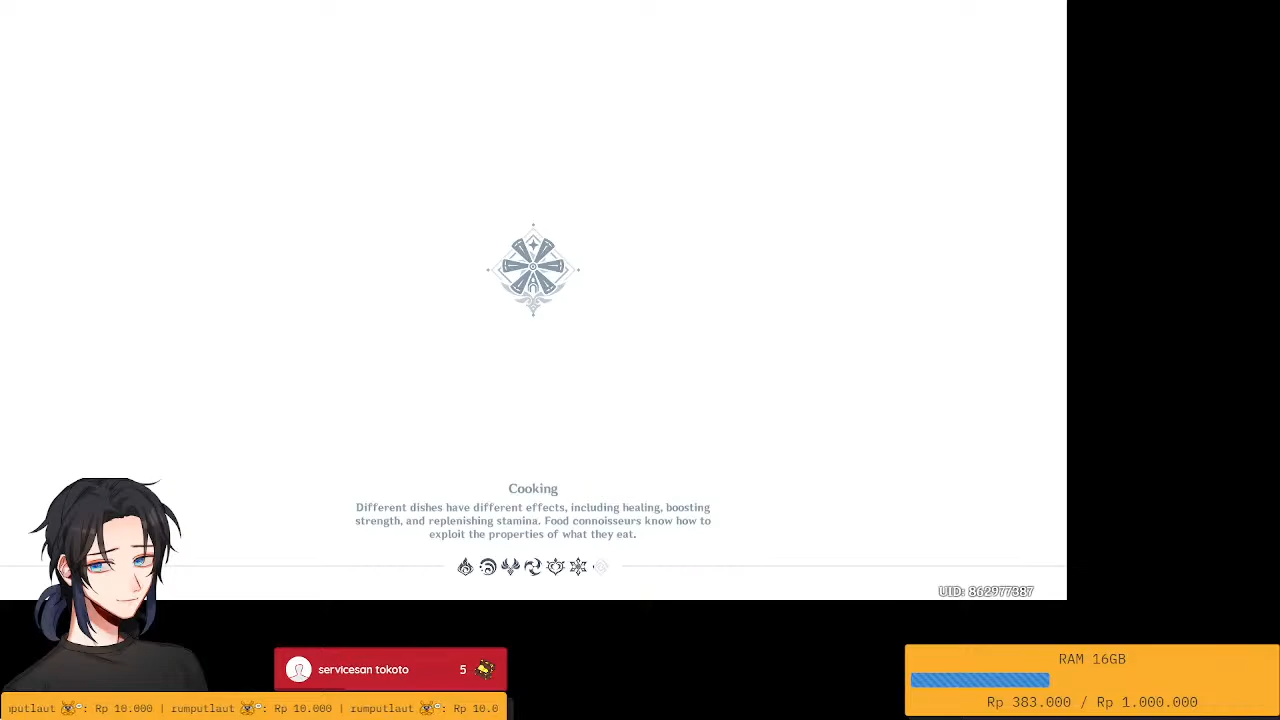 Cooking
Different dishes have different effects, including healing, boosting
strength, and replenishing stamina. Food connoisseurs know how to
exploit the properties of what they eat.
UID: 862977387
servicesan tokoto 5
RAM 16GB
Rp 383.000 / Rp 1.000.000
putlaut : Rp 10.000 | rumputlaut : Rp 10.000 | rumputlaut : Rp 10.0